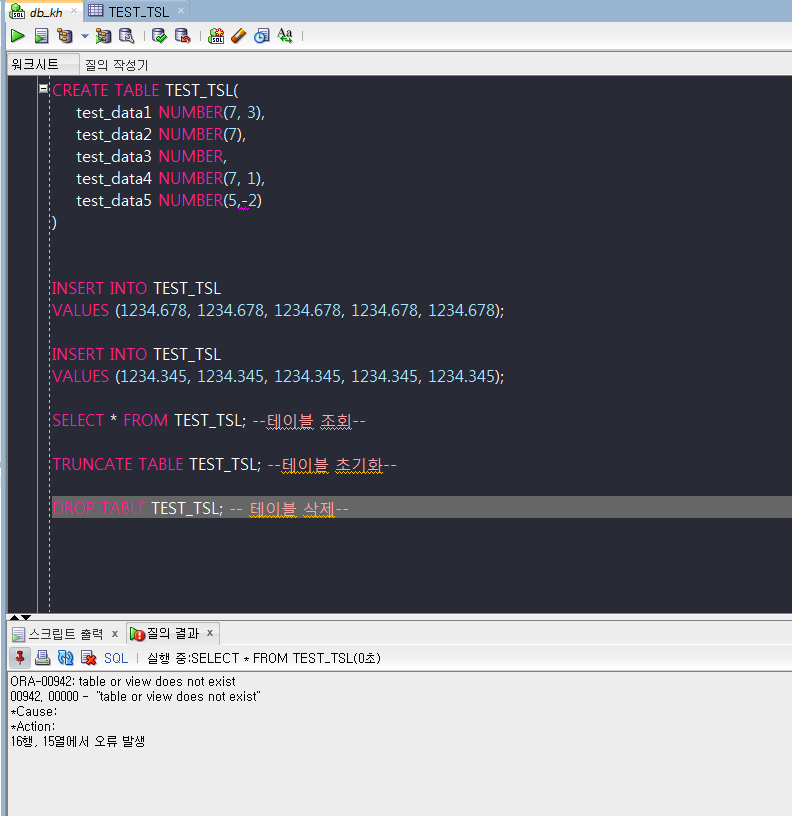 db_kh TEST_TSL
워크시트 질의 작성기
CREATE TABLE TEST_TSL(
test_data1 NUMBER(7, 3),
test_data2 NUMBER(7),
test_data3 NUMBER,
test_data4 NUMBER(7, 1),
test_data5 NUMBER(5,-2)
)
INSERT INTO TEST_TSL
VALUES (1234.678, 1234.678, 1234.678, 1234.678, 1234.678);
INSERT INTO TEST_TSL
VALUES (1234.345, 1234.345, 1234.345, 1234.345, 1234.345);
SELECT * FROM TEST_TSL; --테이블 조회--
TRUNCATE TABLE TEST_TSL; --테이블 초기화--
DROP TABLE TEST_TSL; -- 테이블 삭제--
스크립트 출력 x 질의 결과 x
SQL | 실행 중:SELECT * FROM TEST_TSL(0초)
ORA-00942: table or view does not exist
00942, 00000 - "table or view does not exist"
*Cause:
*Action:
16행, 15열에서 오류 발생